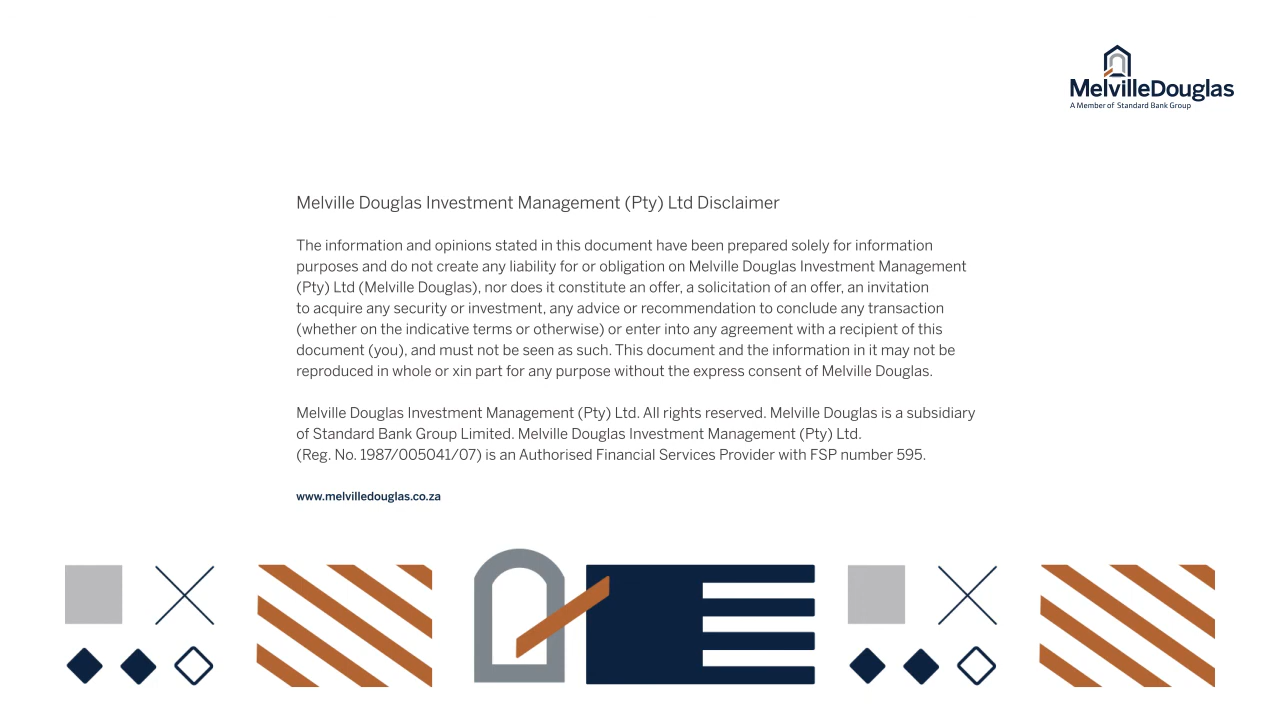 MelvilleDouglas
A Member of Standard Bank Group
Melville Douglas Investment Management (Pty) Ltd Disclaimer
The information and opinions stated in this document have been prepared solely for information
purposes and do not create any liability for or obligation on Melville Douglas Investment Management
(Pty) Ltd (Melville Douglas), nor does it constitute an offer, a solicitation of an offer, an invitation
to acquire any security or investment, any advice or recommendation to conclude any transaction
(whether on the indicative terms or otherwise) or enter into any agreement with a recipient of this
document (you), and must not be seen as such. This document and the information in it may not be
reproduced in whole or xin part for any purpose without the express consent of Melville Douglas.
Melville Douglas Investment Management (Pty) Ltd. All rights reserved. Melville Douglas is a subsidiary
of Standard Bank Group Limited. Melville Douglas Investment Management (Pty) Ltd.
(Reg. No. 1987/005041/07) is an Authorised Financial Services Provider with FSP number 595.
www.melvilledouglas.co.za